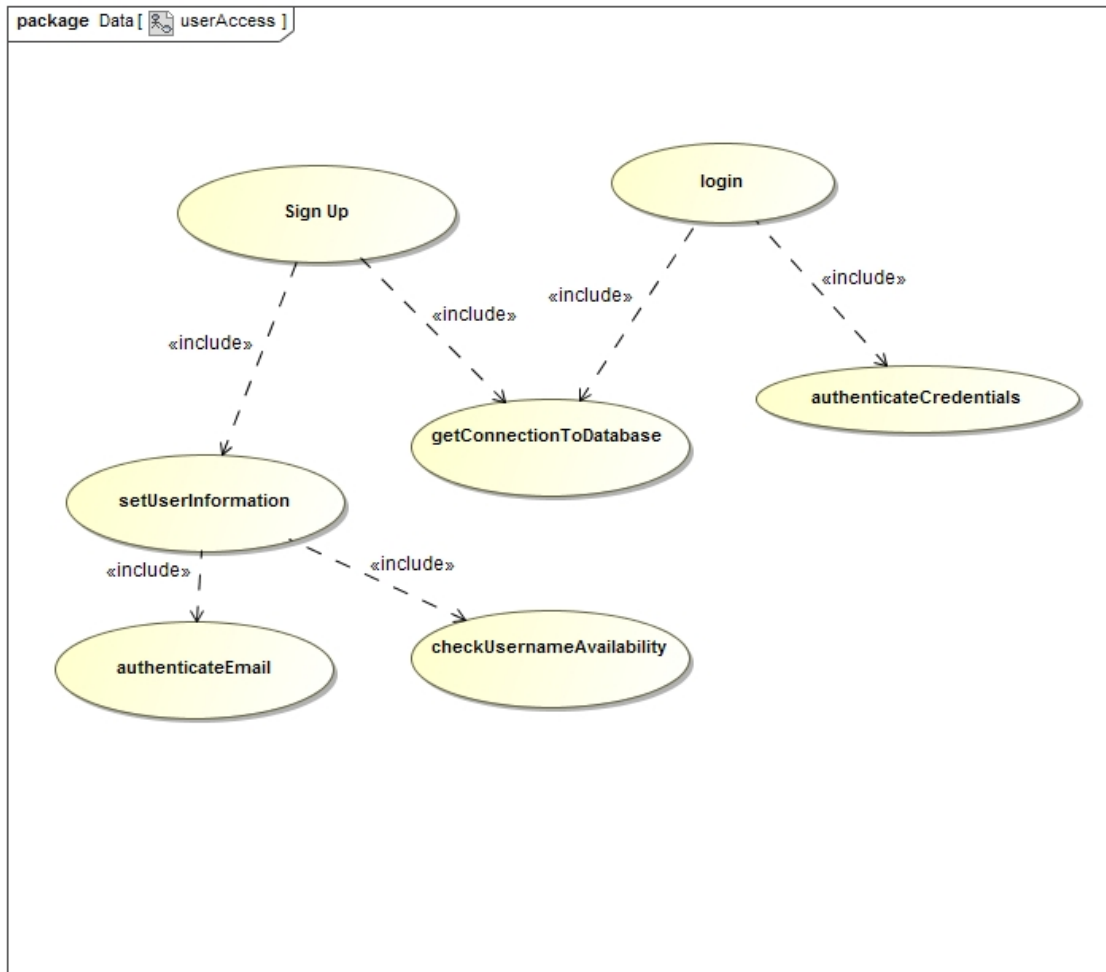 package Data [ userAccess ]
login
Sign Up
«include»
«include»
«include»
«include»
authenticateCredentials
getConnectionToDatabase
setUserInformation
«include»
«include»
checkUsernameAvailability
authenticateEmail